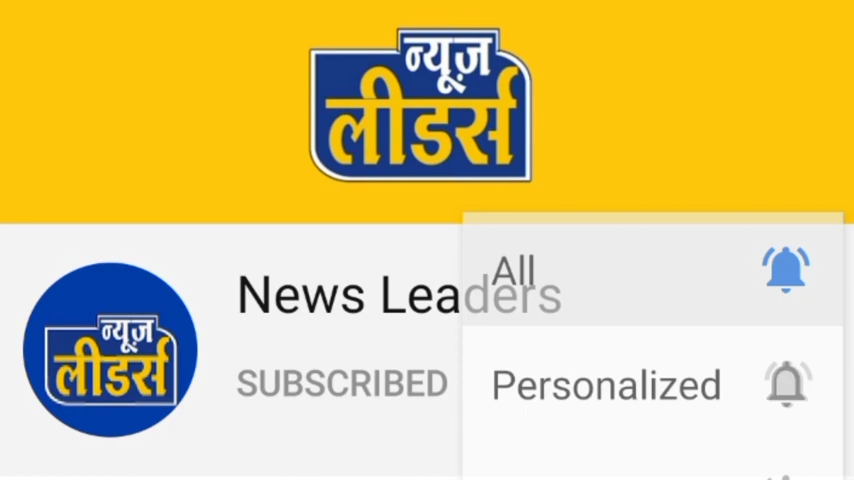 न्यूज़
लीडर्स
All
News Leaders
न्यूज़
लीडर्स
SUBSCRIBED
Personalized